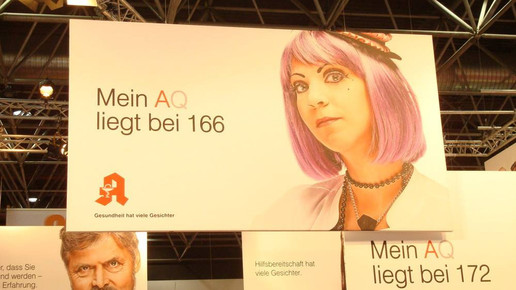 Mein AQ
liegt bei 166
Gesundheit hat viele Gesichter
r, dass Sie
nd werden –
Erfahrung.
Hilfsbereitschaft hat
viele Gesichter.
Mein AQ
liegt bei 172